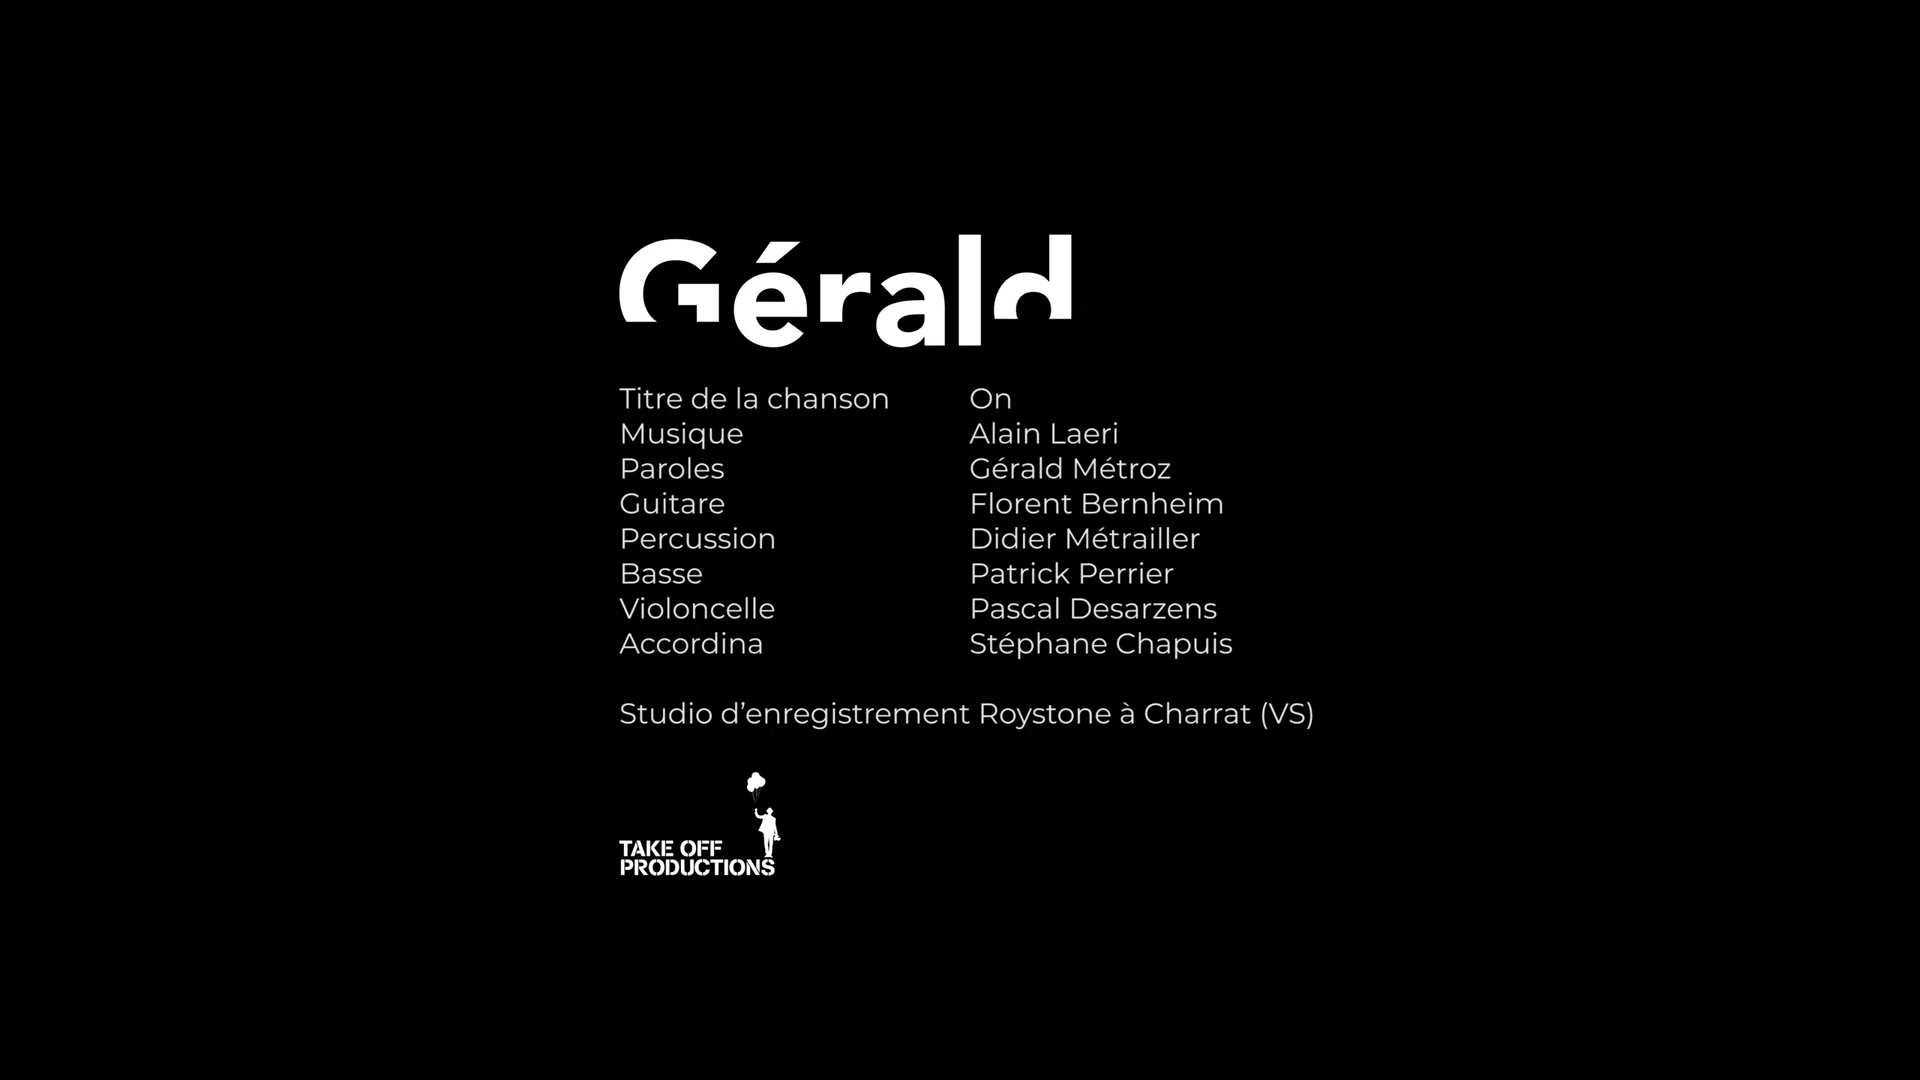 Gérald
Titre de la chanson On
Musique Alain Laeri
Paroles Gérald Métroz
Guitare Florent Bernheim
Percussion Didier Métrailler
Basse Patrick Perrier
Violoncelle Pascal Desarzens
Accordina Stéphane Chapuis
Studio d’enregistrement Roystone à Charrat (VS)
TAKE OFF
PRODUCTIONS